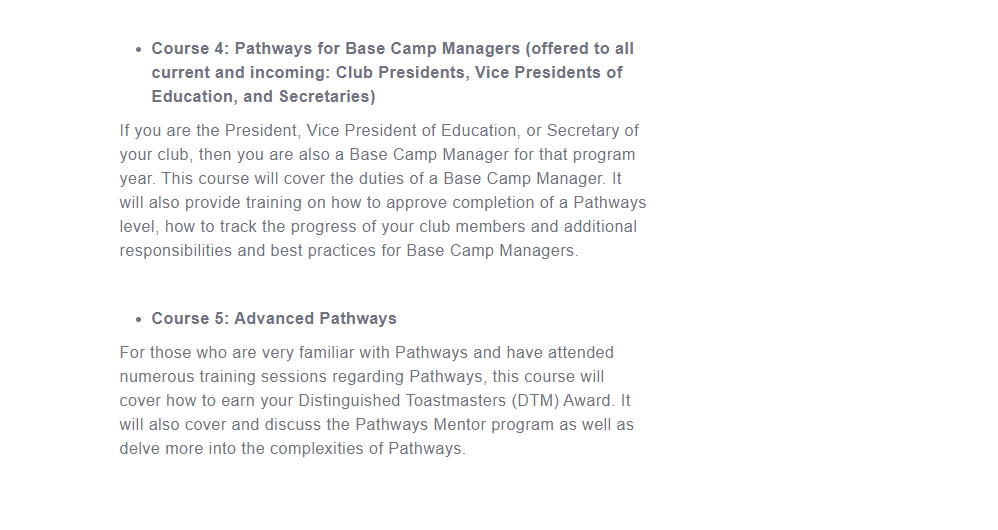 • Course 4: Pathways for Base Camp Managers (offered to all
current and incoming: Club Presidents, Vice Presidents of
Education, and Secretaries)
If you are the President, Vice President of Education, or Secretary of
your club, then you are also a Base Camp Manager for that program
year. This course will cover the duties of a Base Camp Manager. It
will also provide training on how to approve completion of a Pathways
level, how to track the progress of your club members and additional
responsibilities and best practices for Base Camp Managers.
• Course 5: Advanced Pathways
For those who are very familiar with Pathways and have attended
numerous training sessions regarding Pathways, this course will
cover how to earn your Distinguished Toastmasters (DTM) Award. It
will also cover and discuss the Pathways Mentor program as well as
delve more into the complexities of Pathways.